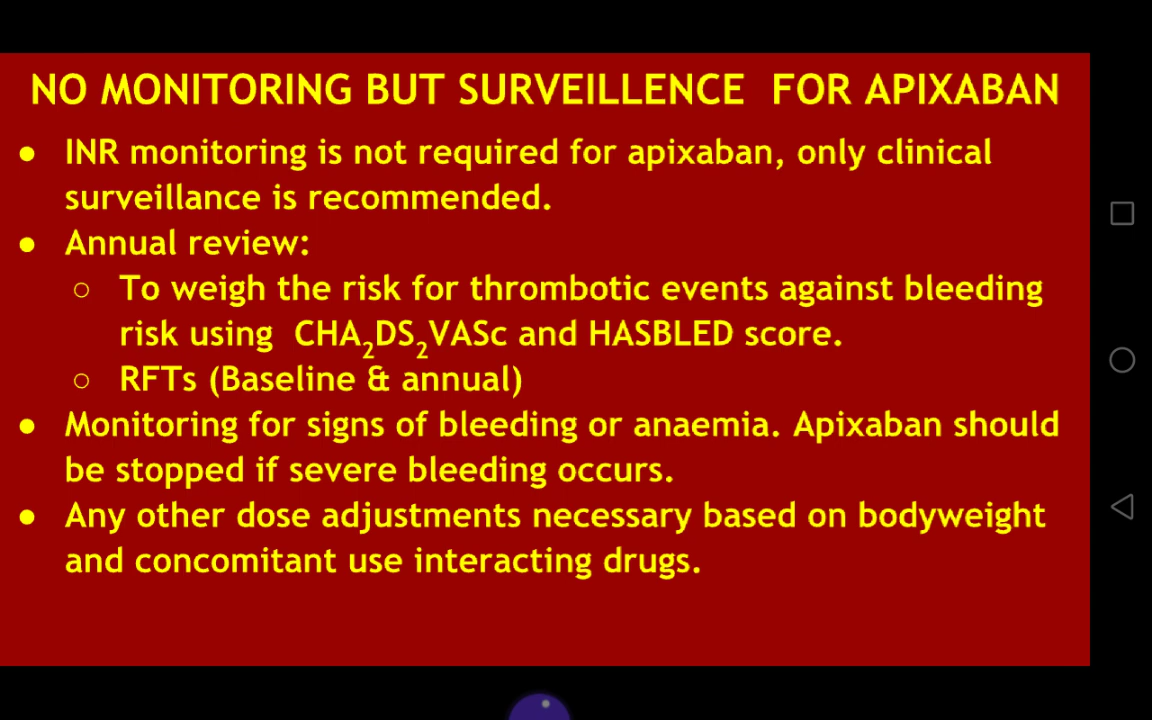 NO MONITORING BUT SURVEILLENCE FOR APIXABAN
● INR monitoring is not required for apixaban, only clinical
surveillance is recommended.
● Annual review:
○ To weigh the risk for thrombotic events against bleeding
risk using CHA₂DS₂VASc and HASBLED score.
○ RFTs (Baseline & annual)
● Monitoring for signs of bleeding or anaemia. Apixaban should
be stopped if severe bleeding occurs.
● Any other dose adjustments necessary based on bodyweight
and concomitant use interacting drugs.